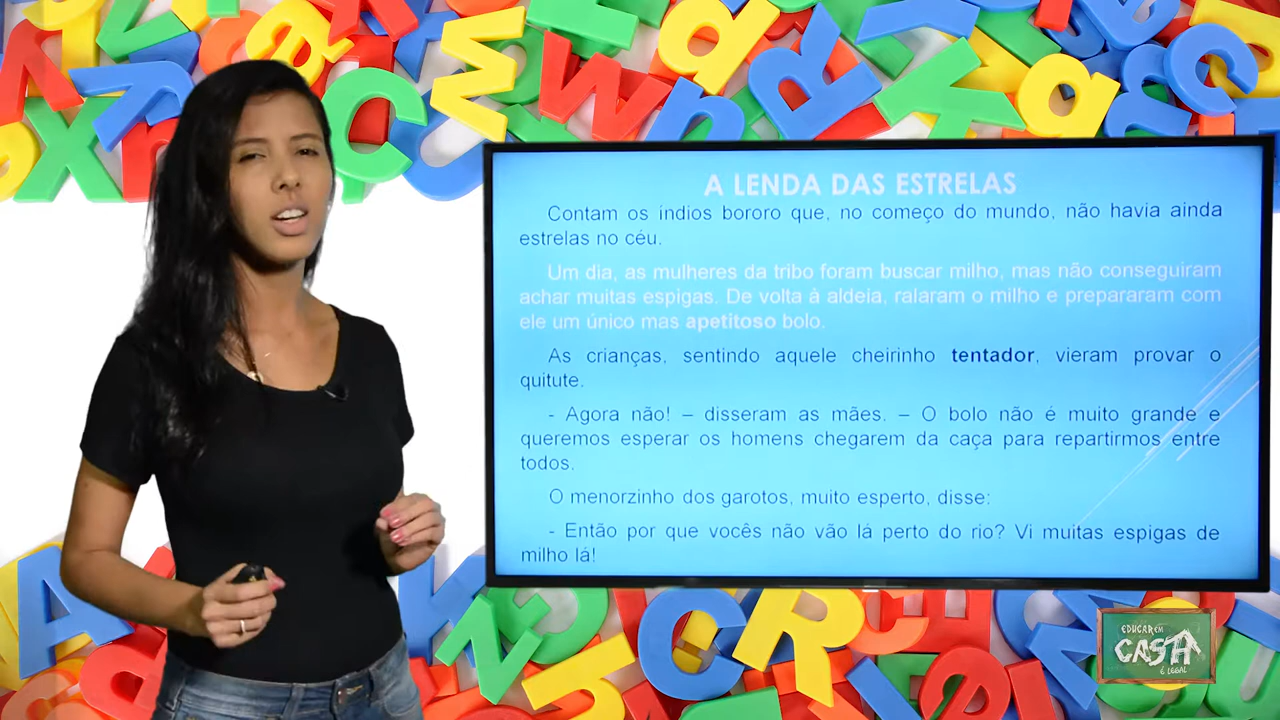 A LENDA DAS ESTRELAS
Contam os índios bororo que, no começo do mundo, não havia ainda
estrelas no céu.
Um dia, as mulheres da tribo foram buscar milho, mas não conseguiram
achar muitas espigas. De volta à aldeia, ralaram o milho e prepararam com
ele um único mas apetitoso bolo.
As crianças, sentindo aquele cheirinho tentador, vieram provar o
quitute.
- Agora não! – disseram as mães. – O bolo não é muito grande e
queremos esperar os homens chegarem da caça para repartirmos entre
todos.
O menorzinho dos garotos, muito esperto, disse:
- Então por que vocês não vão lá perto do rio? Vi muitas espigas de
milho lá!
EDUCAR EM
CASA
É LEGAL